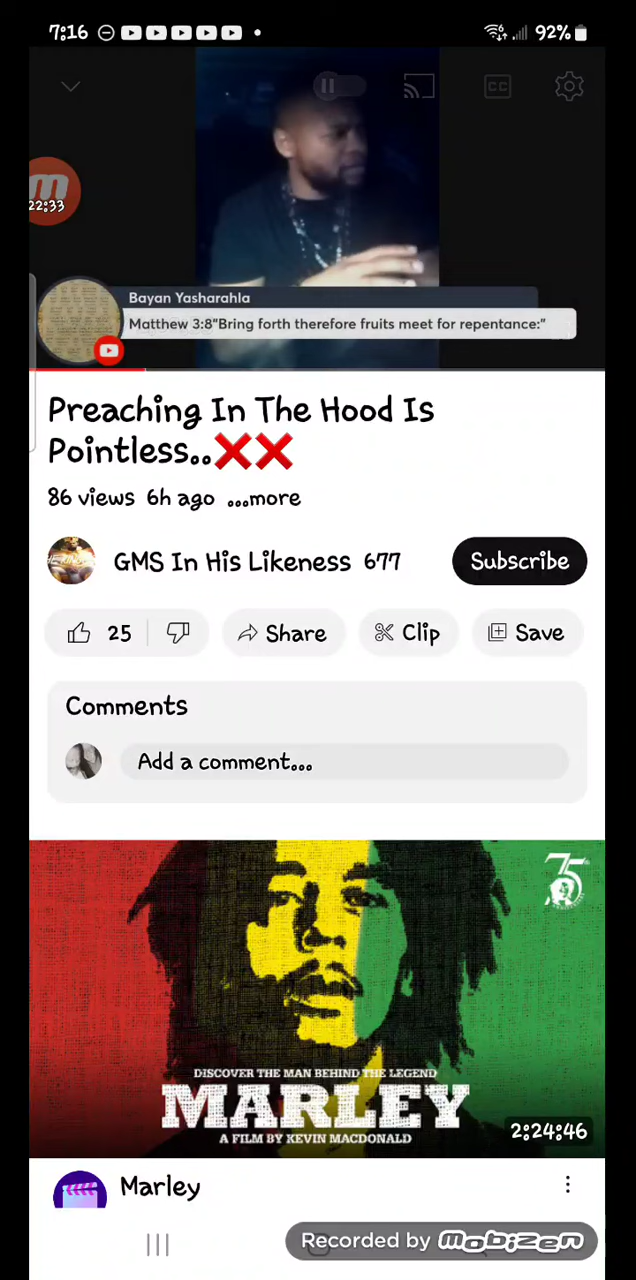 7:16
92%
CC
m
22:33
Bayan Yasharahla
Matthew 3:8"Bring forth therefore fruits meet for repentance:"
Preaching In The Hood Is
Pointless..❌❌
86 views 6h ago ...more
GMS In His Likeness 677
Subscribe
25
Share
Clip
Save
Comments
Add a comment...
75
DISCOVER THE MAN BEHIND THE LEGEND
MARLEY
A FILM BY KEVIN MACDONALD
2:24:46
Marley
Recorded by mobizen